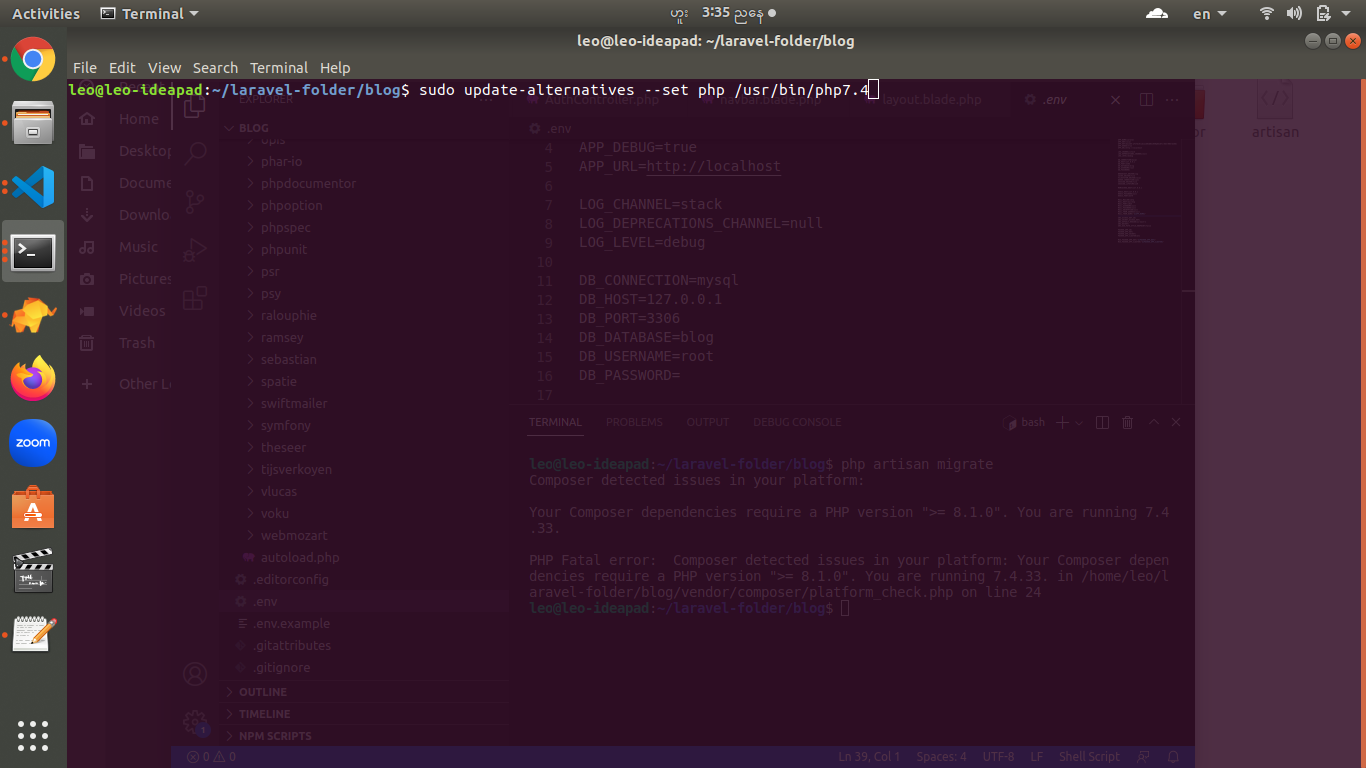 Activities Terminal ဟူး 3:35 ညနေ en
leo@leo-ideapad: ~/laravel-folder/blog
File Edit View Search Terminal Help
leo@leo-ideapad:~/laravel-folder/blog$ sudo update-alternatives --set php /usr/bin/php7.4
Home
Desktop
Docume
Downlo
Music
Pictures
Videos
Trash
Other Lo
EXPLORER
BLOG
phar-io
phpdocumentor
phpoption
phpspec
phpunit
psr
psy
ralouphie
ramsey
sebastian
spatie
swiftmailer
symfony
theseer
tijsverkoyen
vlucas
voku
webmozart
autoload.php
.editorconfig
.env
.env.example
.gitattributes
.gitignore
OUTLINE
TIMELINE
NPM SCRIPTS
AuthController.php navbar.blade.php layout.blade.php .env
.env
4 APP_DEBUG=true
5 APP_URL=http://localhost
6
7 LOG_CHANNEL=stack
8 LOG_DEPRECATIONS_CHANNEL=null
9 LOG_LEVEL=debug
10
11 DB_CONNECTION=mysql
12 DB_HOST=127.0.0.1
13 DB_PORT=3306
14 DB_DATABASE=blog
15 DB_USERNAME=root
16 DB_PASSWORD=
17
TERMINAL PROBLEMS OUTPUT DEBUG CONSOLE bash
leo@leo-ideapad:~/laravel-folder/blog$ php artisan migrate
Composer detected issues in your platform:
Your Composer dependencies require a PHP version ">= 8.1.0". You are running 7.4
.33.
PHP Fatal error:  Composer detected issues in your platform: Your Composer depen
dencies require a PHP version ">= 8.1.0". You are running 7.4.33. in /home/leo/l
aravel-folder/blog/vendor/composer/platform_check.php on line 24
leo@leo-ideapad:~/laravel-folder/blog$
0 0 Ln 39, Col 1 Spaces: 4 UTF-8 LF Shell Script
1
artisan
zoom